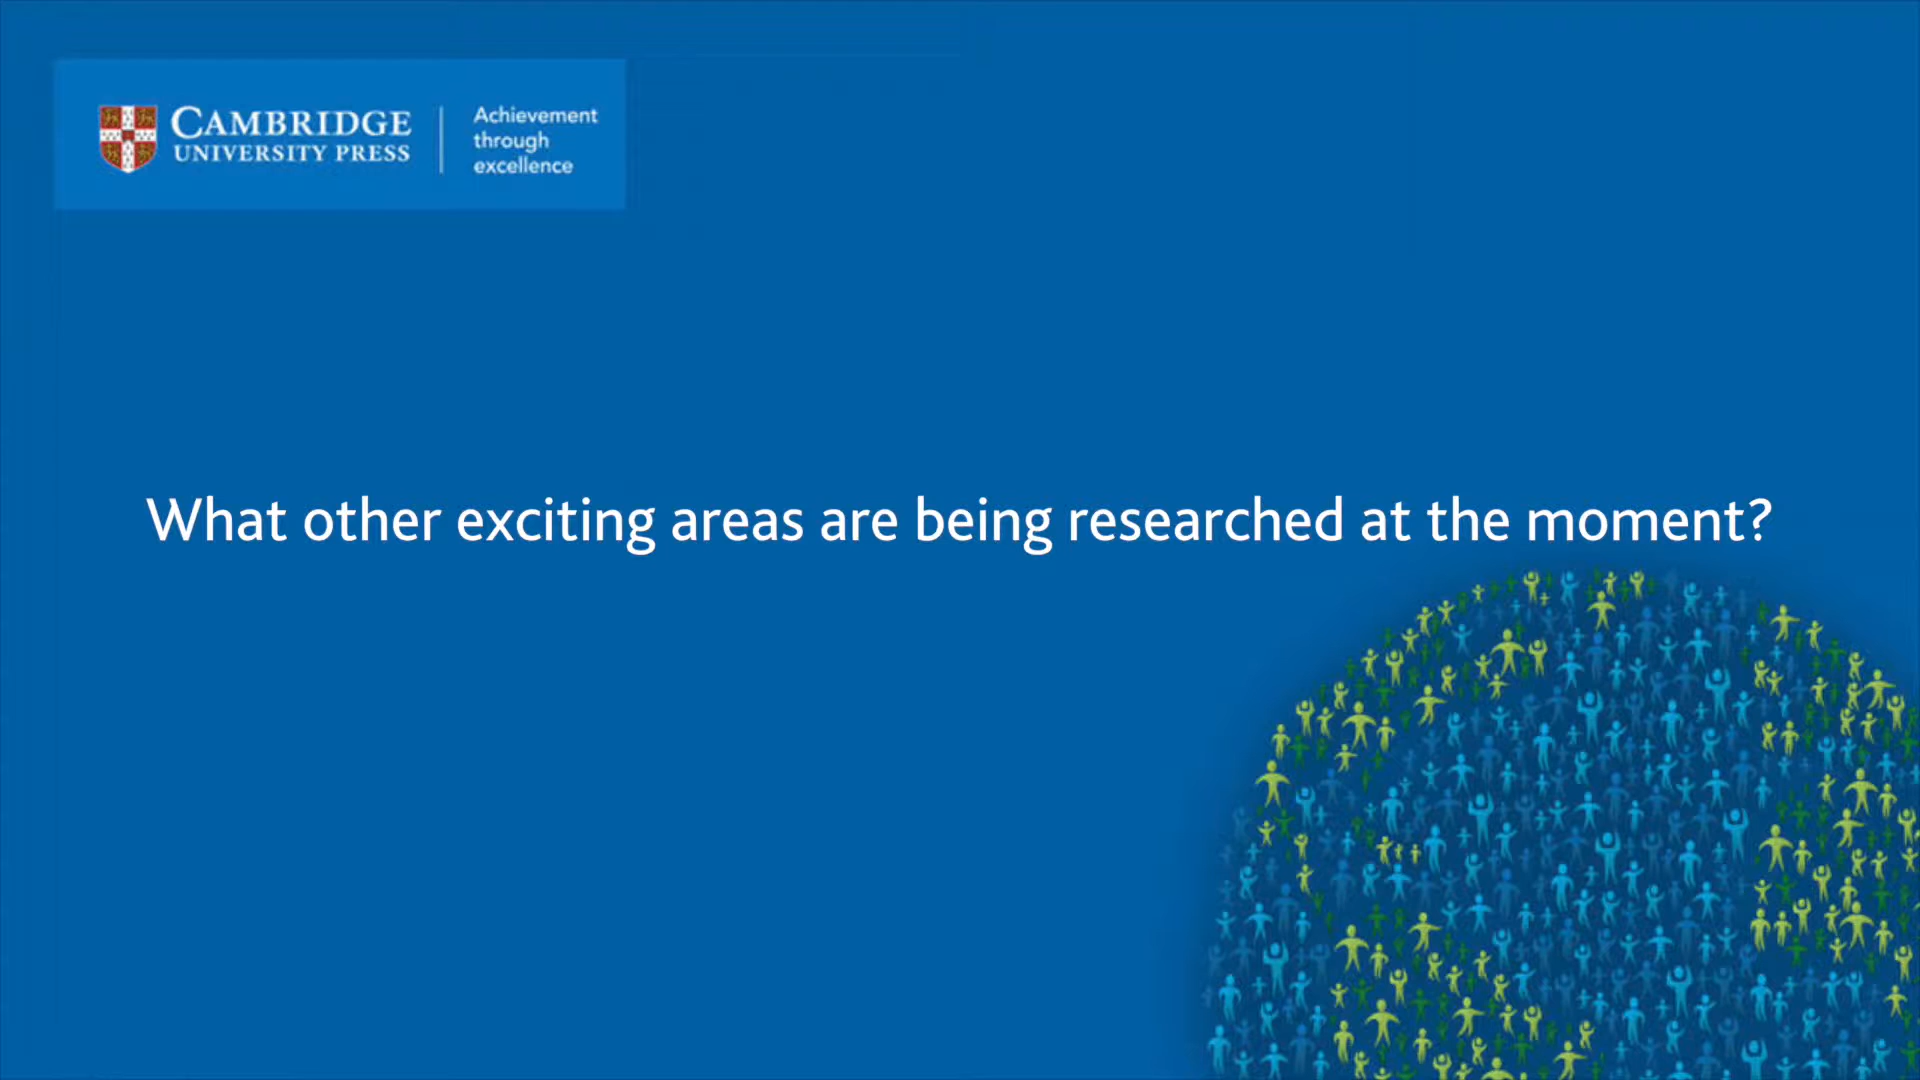 CAMBRIDGE
UNIVERSITY PRESS
Achievement
through
excellence
What other exciting areas are being researched at the moment?